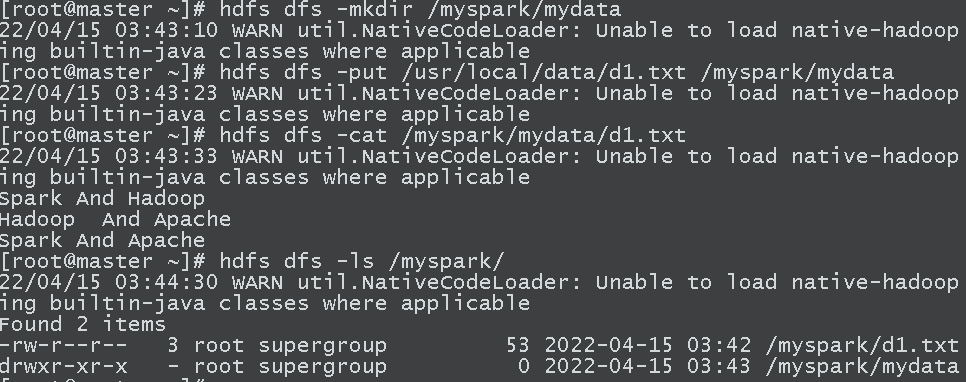 [root@master ~]# hdfs dfs -mkdir /myspark/mydata
22/04/15 03:43:10 WARN util.NativeCodeLoader: Unable to load native-hadoop
ing builtin-java classes where applicable
[root@master ~]# hdfs dfs -put /usr/local/data/d1.txt /myspark/mydata
22/04/15 03:43:23 WARN util.NativeCodeLoader: Unable to load native-hadoop
ing builtin-java classes where applicable
[root@master ~]# hdfs dfs -cat /myspark/mydata/d1.txt
22/04/15 03:43:33 WARN util.NativeCodeLoader: Unable to load native-hadoop
ing builtin-java classes where applicable
Spark And Hadoop
Hadoop  And Apache
Spark And Apache
[root@master ~]# hdfs dfs -ls /myspark/
22/04/15 03:44:30 WARN util.NativeCodeLoader: Unable to load native-hadoop
ing builtin-java classes where applicable
Found 2 items
-rw-r--r--   3 root supergroup         53 2022-04-15 03:42 /myspark/d1.txt
drwxr-xr-x   - root supergroup          0 2022-04-15 03:43 /myspark/mydata